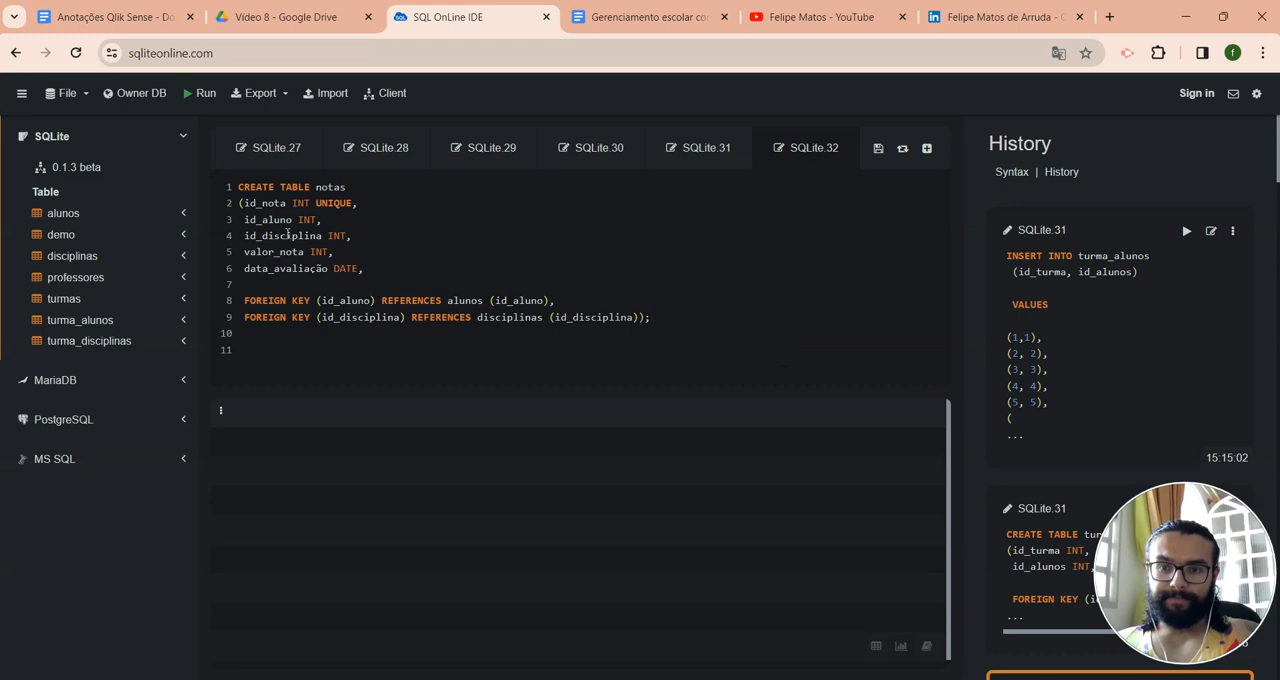 Anotações Qlik Sense - Do
Vídeo 8 - Google Drive
SQL OnLine IDE
Gerenciamento escolar co
Felipe Matos - YouTube
Felipe Matos de Arruda -
sqliteonline.com
f
File
Owner DB
Run
Export
Import
Client
Sign in
SQLite
0.1.3 beta
Table
alunos
demo
disciplinas
professores
turmas
turma_alunos
turma_disciplinas
MariaDB
PostgreSQL
MS SQL
SQLite.27
SQLite.28
SQLite.29
SQLite.30
SQLite.31
SQLite.32
1 CREATE TABLE notas
2 (id_nota INT UNIQUE,
3 id_aluno INT,
4 id_disciplina INT,
5 valor_nota INT,
6 data_avaliação DATE,
7
8 FOREIGN KEY (id_aluno) REFERENCES alunos (id_aluno),
9 FOREIGN KEY (id_disciplina) REFERENCES disciplinas (id_disciplina));
10
11
History
Syntax | History
SQLite.31
INSERT INTO turma_alunos
(id_turma, id_alunos)
VALUES
(1,1),
(2, 2),
(3, 3),
(4, 4),
(5, 5),
(
...
15:15:02
SQLite.31
CREATE TABLE tur
(id_turma INT,
id_alunos INT,
FOREIGN KEY (i
...